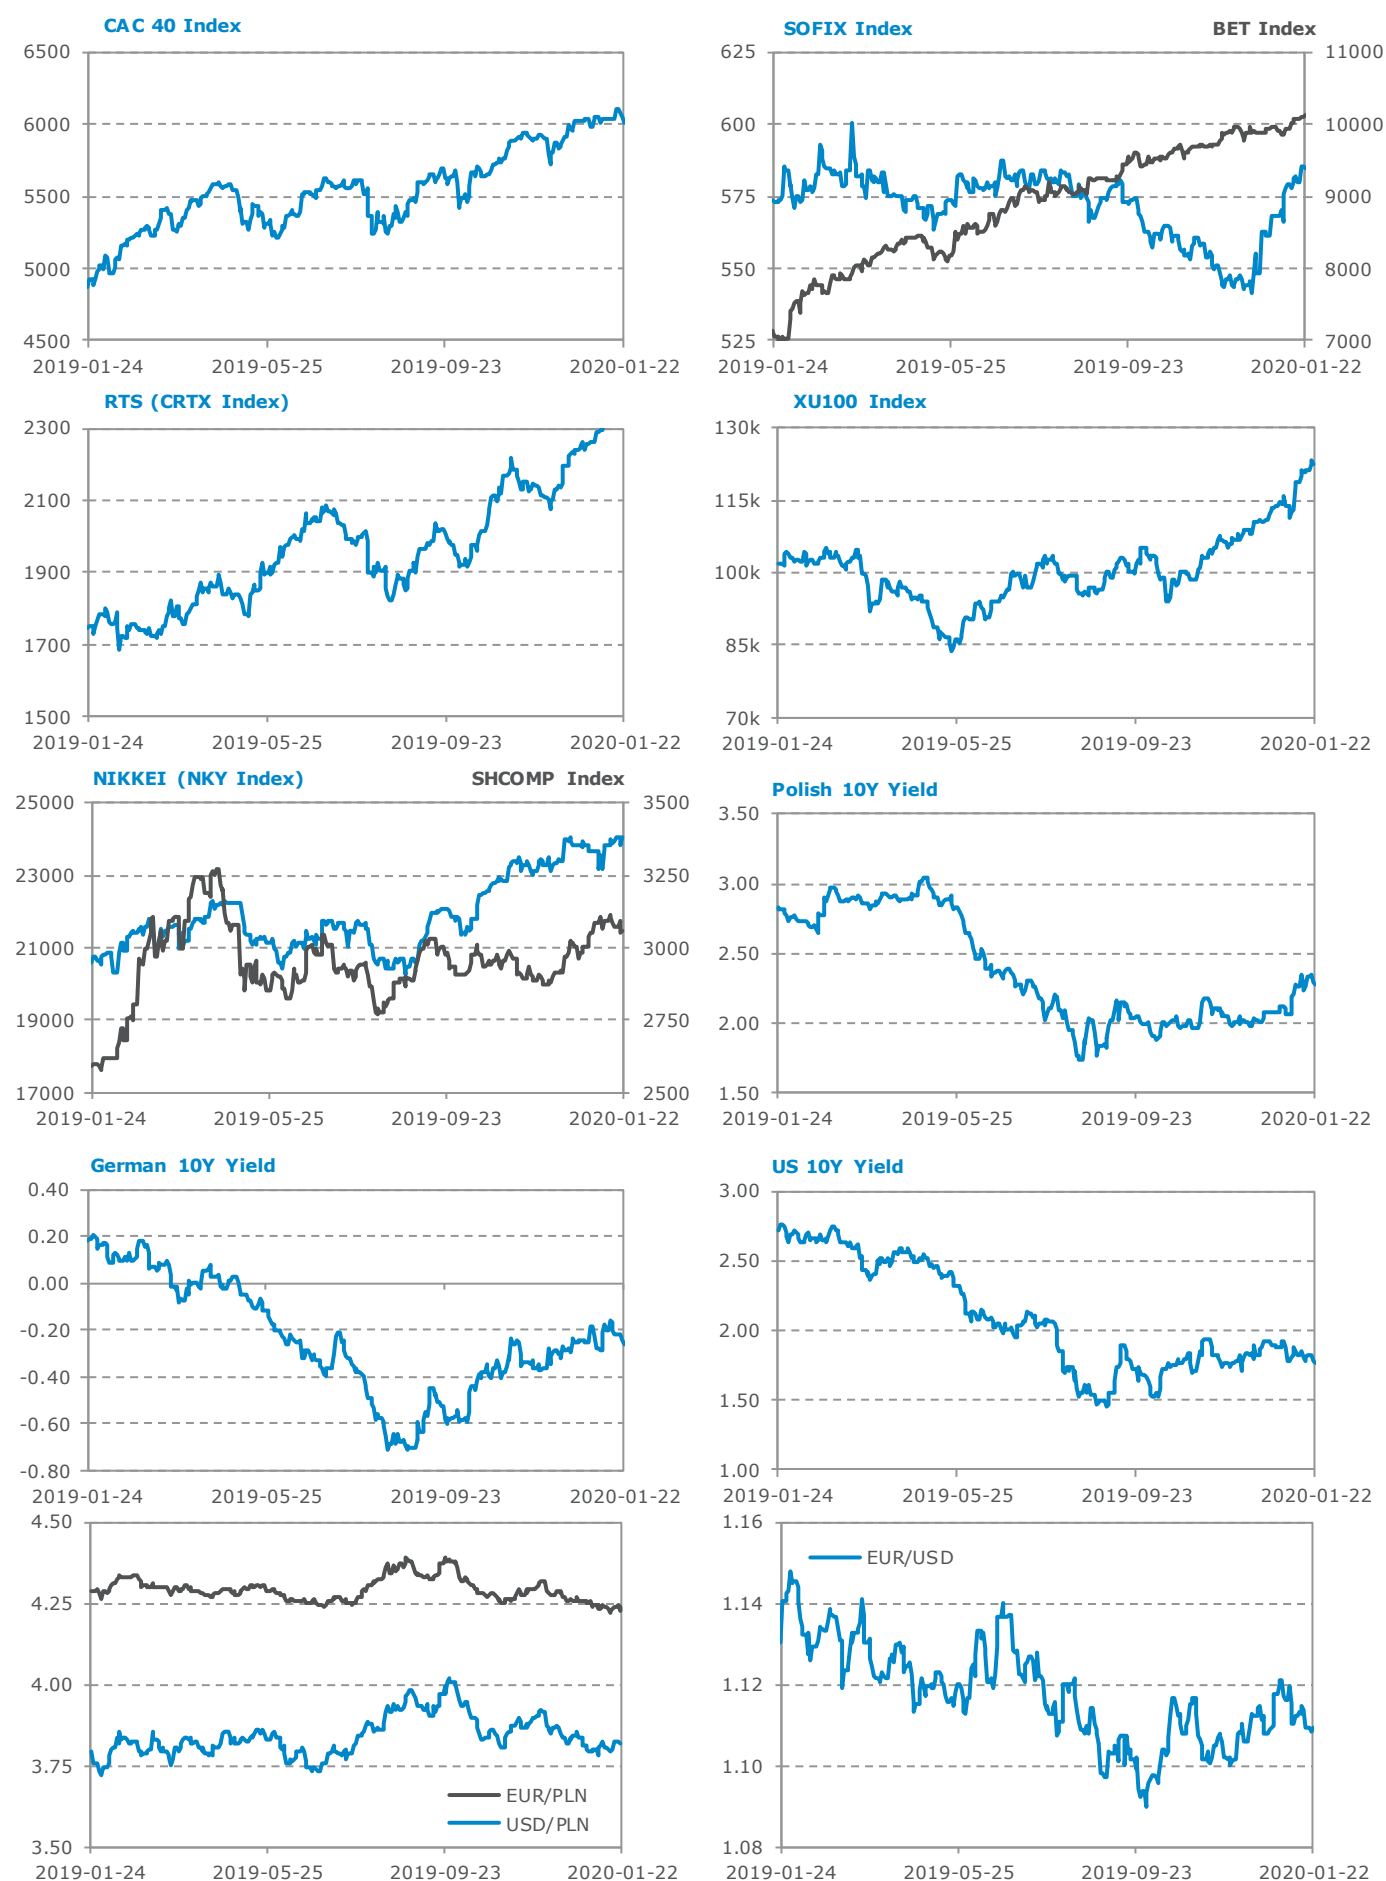 CAC 40 Index
6500
6000
5500
5000
4500
2019-01-24 2019-05-25 2019-09-23 2020-01-22
SOFIX Index BET Index
625 11000
600 10000
575 9000
550 8000
525 7000
2019-01-24 2019-05-25 2019-09-23 2020-01-22
RTS (CRTX Index)
2300
2100
1900
1700
1500
2019-01-24 2019-05-25 2019-09-23 2020-01-22
XU100 Index
130k
115k
100k
85k
70k
2019-01-24 2019-05-25 2019-09-23 2020-01-22
NIKKEI (NKY Index) SHCOMP Index
25000 3500
23000 3250
21000 3000
19000 2750
17000 2500
2019-01-24 2019-05-25 2019-09-23 2020-01-22
Polish 10Y Yield
3.50
3.00
2.50
2.00
1.50
2019-01-24 2019-05-25 2019-09-23 2020-01-22
German 10Y Yield
0.40
0.20
0.00
-0.20
-0.40
-0.60
-0.80
2019-01-24 2019-05-25 2019-09-23 2020-01-22
US 10Y Yield
3.00
2.50
2.00
1.50
1.00
2019-01-24 2019-05-25 2019-09-23 2020-01-22
4.50
4.25
4.00
3.75
EUR/PLN
USD/PLN
3.50
2019-01-24 2019-05-25 2019-09-23 2020-01-22
1.16
EUR/USD
1.14
1.12
1.10
1.08
2019-01-24 2019-05-25 2019-09-23 2020-01-22